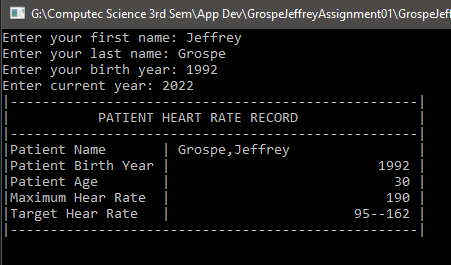 G:\Computec Science 3rd Sem\App Dev\GrospeJeffreyAssignment01\GrospeJeff
Enter your first name: Jeffrey
Enter your last name: Grospe
Enter your birth year: 1992
Enter current year: 2022
|---------------------------------------------------|
| PATIENT HEART RATE RECORD |
|---------------------------------------------------|
|Patient Name | Grospe,Jeffrey |
|Patient Birth Year | 1992 |
|Patient Age | 30 |
|Maximum Hear Rate | 190 |
|Target Hear Rate | 95--162 |
|---------------------------------------------------|